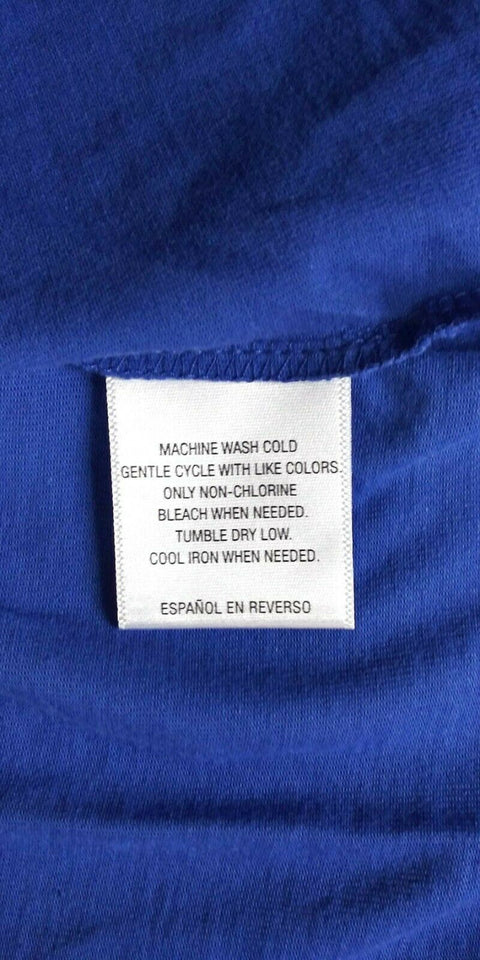 MACHINE WASH COLD
GENTLE CYCLE WITH LIKE COLORS.
ONLY NON-CHLORINE
BLEACH WHEN NEEDED.
TUMBLE DRY LOW.
COOL IRON WHEN NEEDED.
ESPAÑOL EN REVERSO